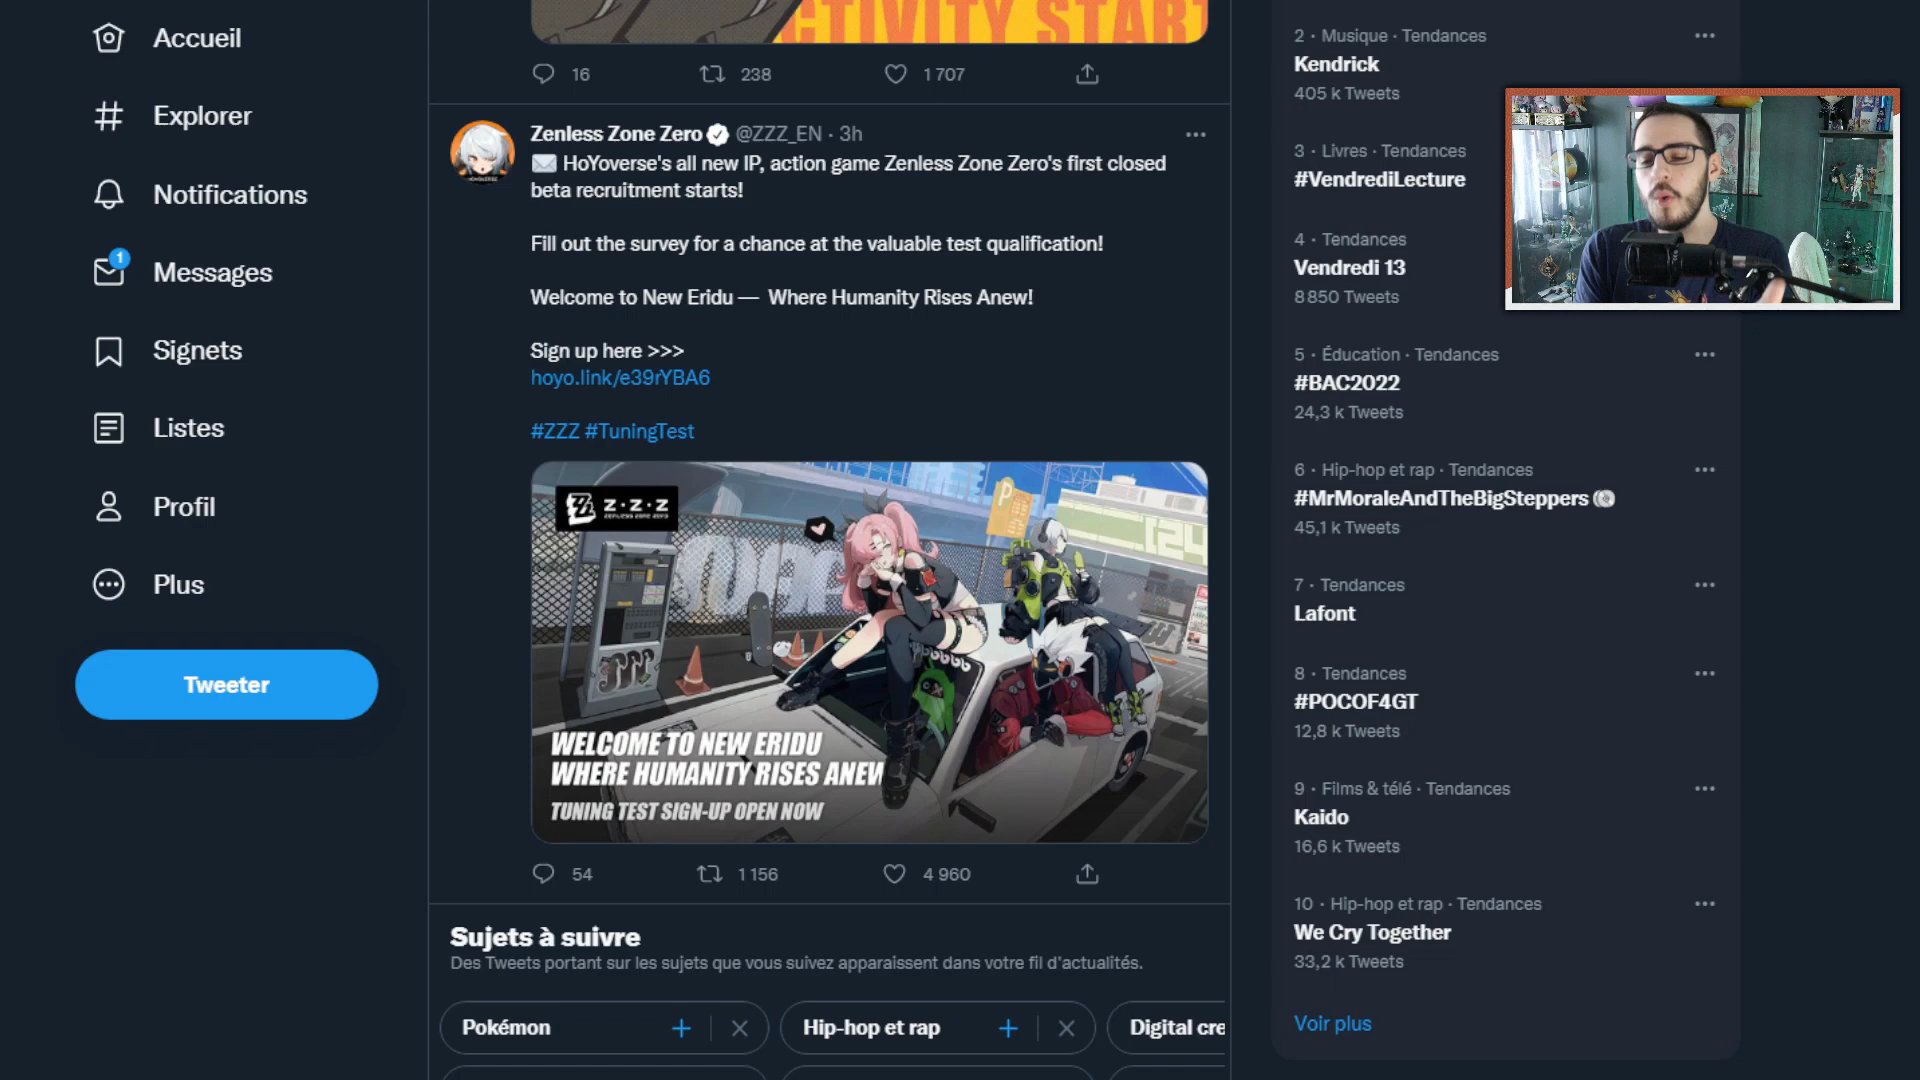 Accueil
Explorer
Notifications
1
Messages
Signets
Listes
Profil
Plus
Tweeter
CTIVITY START
16 238 1 707
Zenless Zone Zero @ZZZ_EN · 3h
HoYoverse's all new IP, action game Zenless Zone Zero's first closed
beta recruitment starts!
Fill out the survey for a chance at the valuable test qualification!
Welcome to New Eridu — Where Humanity Rises Anew!
Sign up here >>>
hoyo.link/e39rYBA6
#ZZZ #TuningTest
Z·Z·Z
ZENLESS ZONE ZERO
P
WELCOME TO NEW ERIDU
WHERE HUMANITY RISES ANEW
TUNING TEST SIGN-UP OPEN NOW
54 1 156 4 960
Sujets à suivre
Des Tweets portant sur les sujets que vous suivez apparaissent dans votre fil d'actualités.
Pokémon
Hip-hop et rap
Digital cre
2 · Musique · Tendances
Kendrick
405 k Tweets
3 · Livres · Tendances
#VendrediLecture
4 · Tendances
Vendredi 13
8 850 Tweets
5 · Éducation · Tendances
#BAC2022
24,3 k Tweets
6 · Hip-hop et rap · Tendances
#MrMoraleAndTheBigSteppers
45,1 k Tweets
7 · Tendances
Lafont
8 · Tendances
#POCOF4GT
12,8 k Tweets
9 · Films & télé · Tendances
Kaido
16,6 k Tweets
10 · Hip-hop et rap · Tendances
We Cry Together
33,2 k Tweets
Voir plus